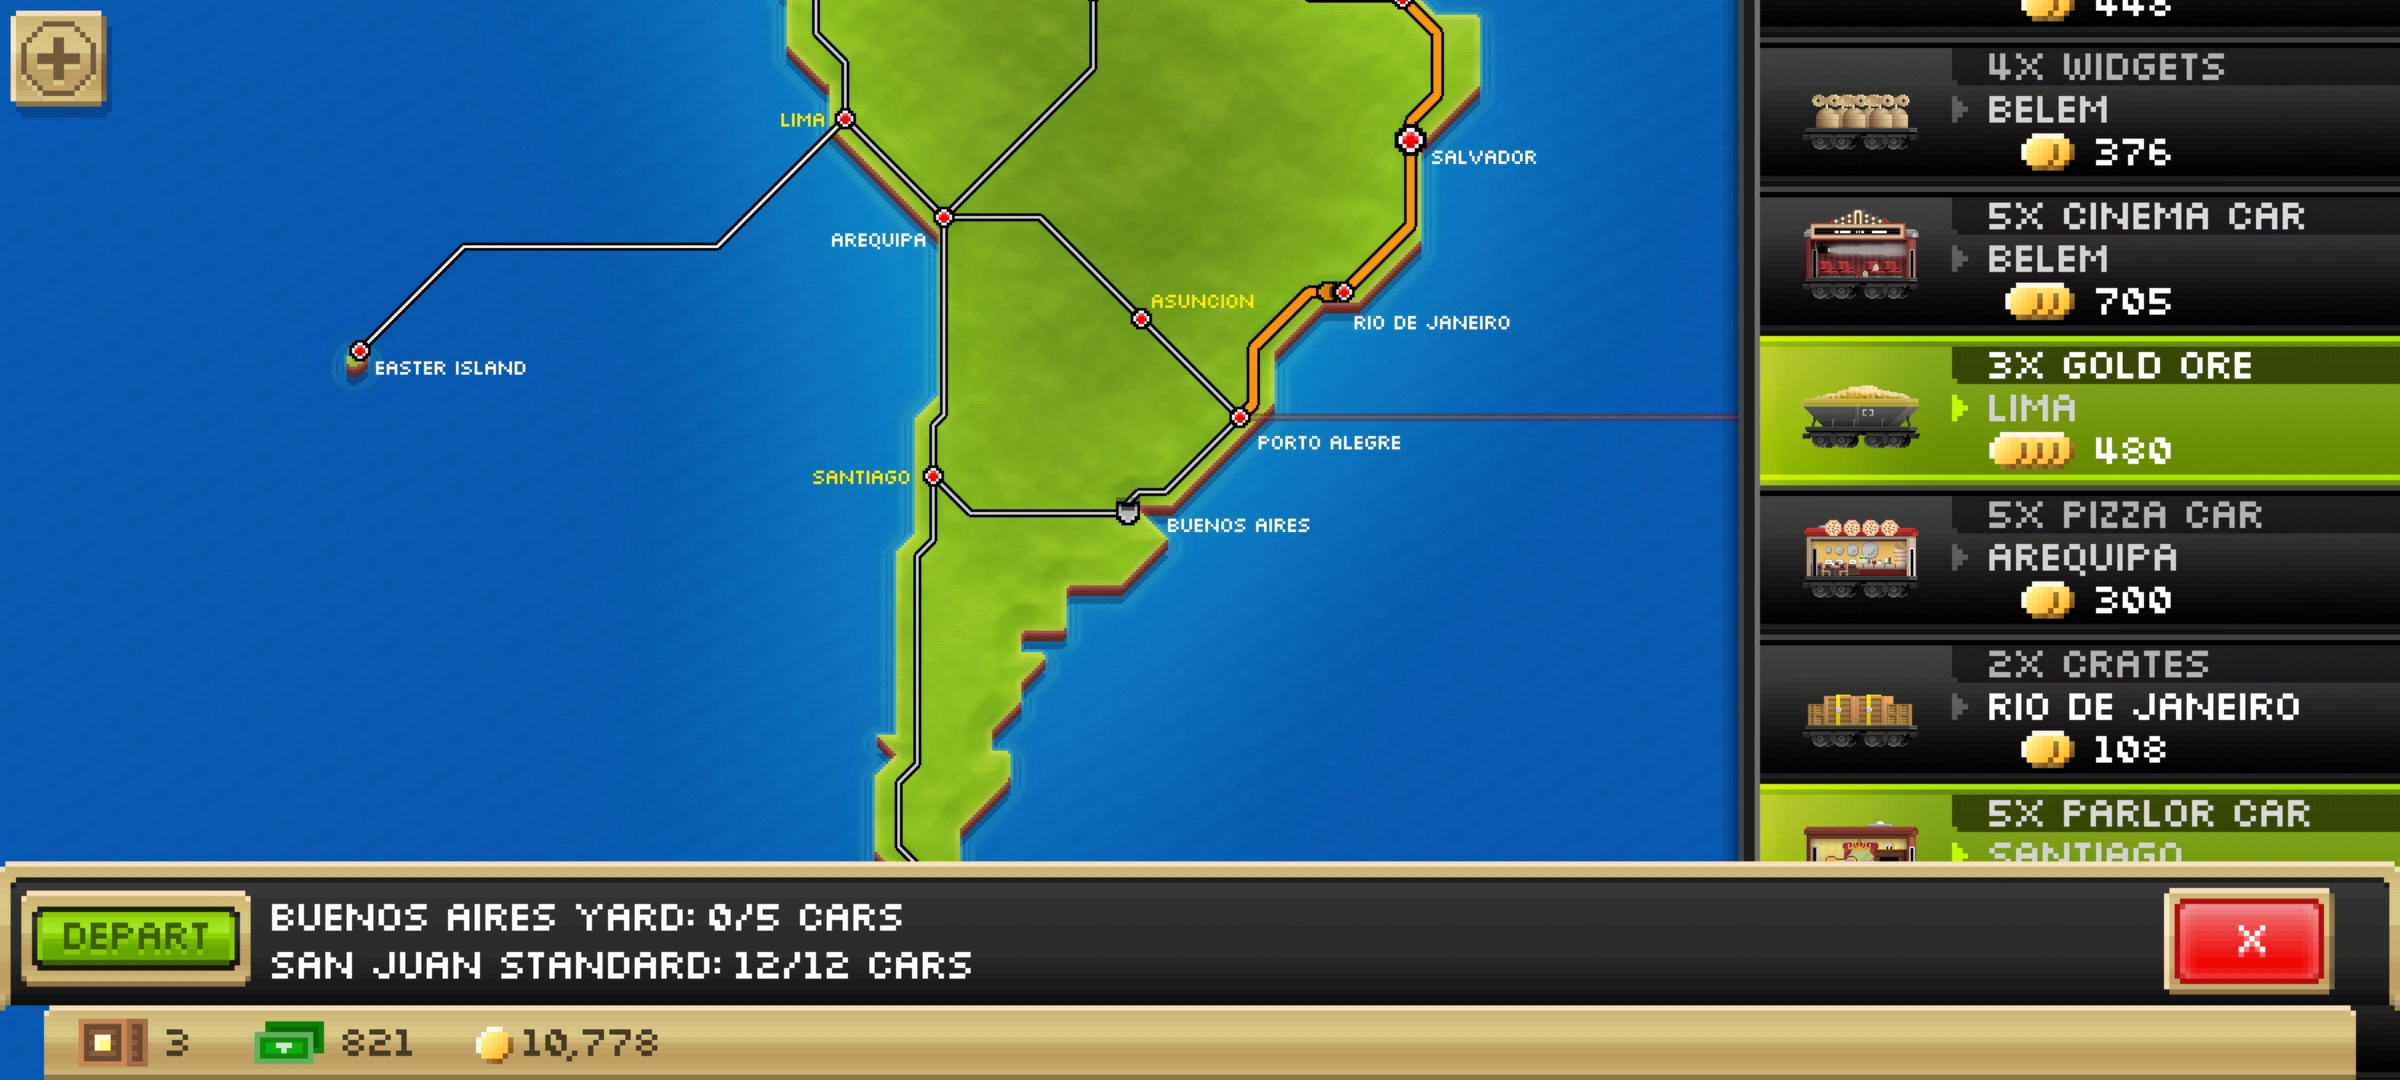 LIMA
SALVADOR
AREQUIPA
ASUNCION
RIO DE JANEIRO
EASTER ISLAND
PORTO ALEGRE
SANTIAGO
BUENOS AIRES
448
4X WIDGETS
BELEM
376
5X CINEMA CAR
BELEM
705
3X GOLD ORE
LIMA
480
5X PIZZA CAR
AREQUIPA
300
2X CRATES
RIO DE JANEIRO
108
5X PARLOR CAR
SANTIAGO
DEPART
BUENOS AIRES YARD: 0/5 CARS
SAN JUAN STANDARD: 12/12 CARS
X
3
821
10,778